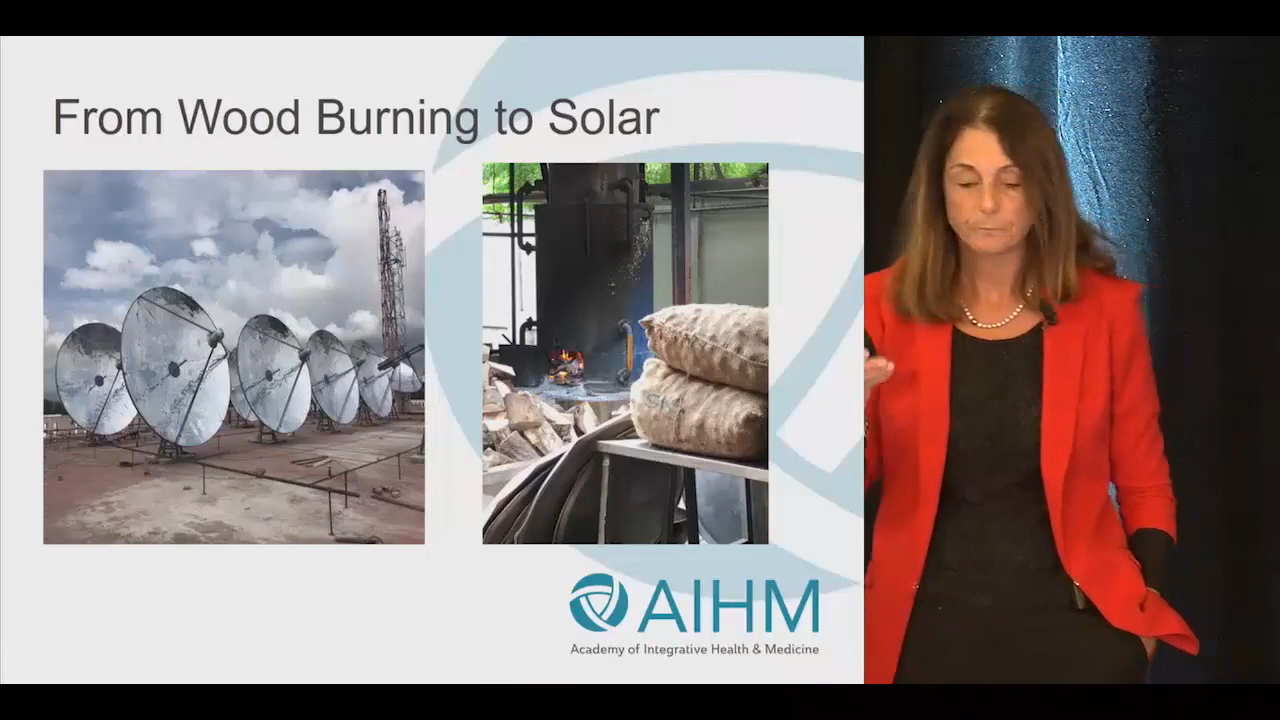 From Wood Burning to Solar
AIHM
Academy of Integrative Health & Medicine